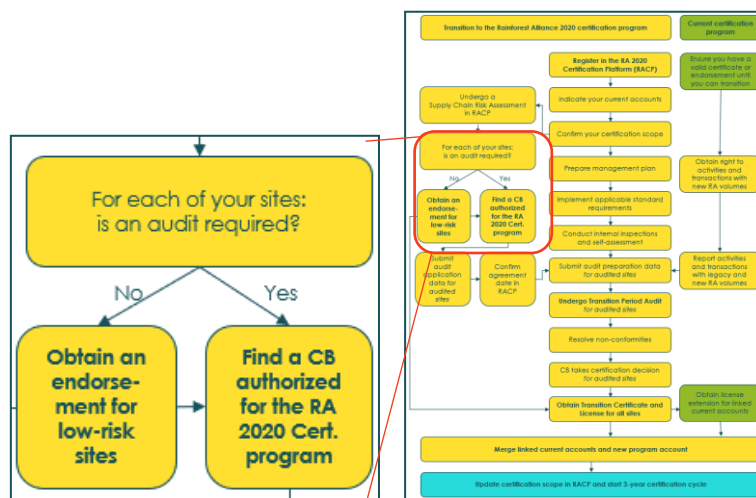 For each of your sites:
is an audit required?
No
Yes
Obtain an
endorse-
ment for
low-risk
sites
Find a CB
authorized
for the RA
2020 Cert.
program
Transition to the Rainforest Alliance 2020 certification program
Current certification
program
Register in the RA 2020
Certification Platform (RACP)
Ensure you have a
valid certificate or
endorsement until
you can transition
Undergo a
Supply Chain Risk Assessment
in RACP
Indicate your current accounts
Confirm your certification scope
For each of your sites:
is an audit required?
Prepare management plan
Obtain right to
activities and
transactions with
new RA volumes
No
Yes
Obtain an
endorsement for
low-risk
sites
Find a CB
authorized
for the RA
2020 Cert.
program
Implement applicable standard
requirements
Conduct internal inspections
and self-assessment
Submit
audit
application
data for
audited sites
Confirm
agreement
date in
RACP
Submit audit preparation data
for audited sites
Report activities
and transactions
with legacy and
new RA volumes
Undergo Transition Period Audit
for audited sites
Resolve non-conformities
CB takes certification decision
for audited sites
Obtain Transition Certificate and
License for all sites
Obtain license
extension for linked
current accounts
Merge linked current accounts and new program account
Update certification scope in RACP and start 3-year certification cycle